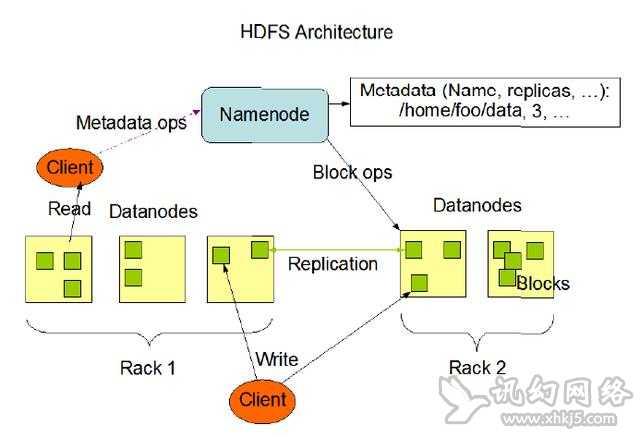 HDFS Architecture
Metadata (Name, replicas, ...):
/home/foo/data, 3, ...
Namenode
Metadata ops
Client
Block ops
Read
Datanodes
Datanodes
Replication
Blocks
Rack 1
Write
Rack 2
Client
讯幻网络
www.xhkj5.com